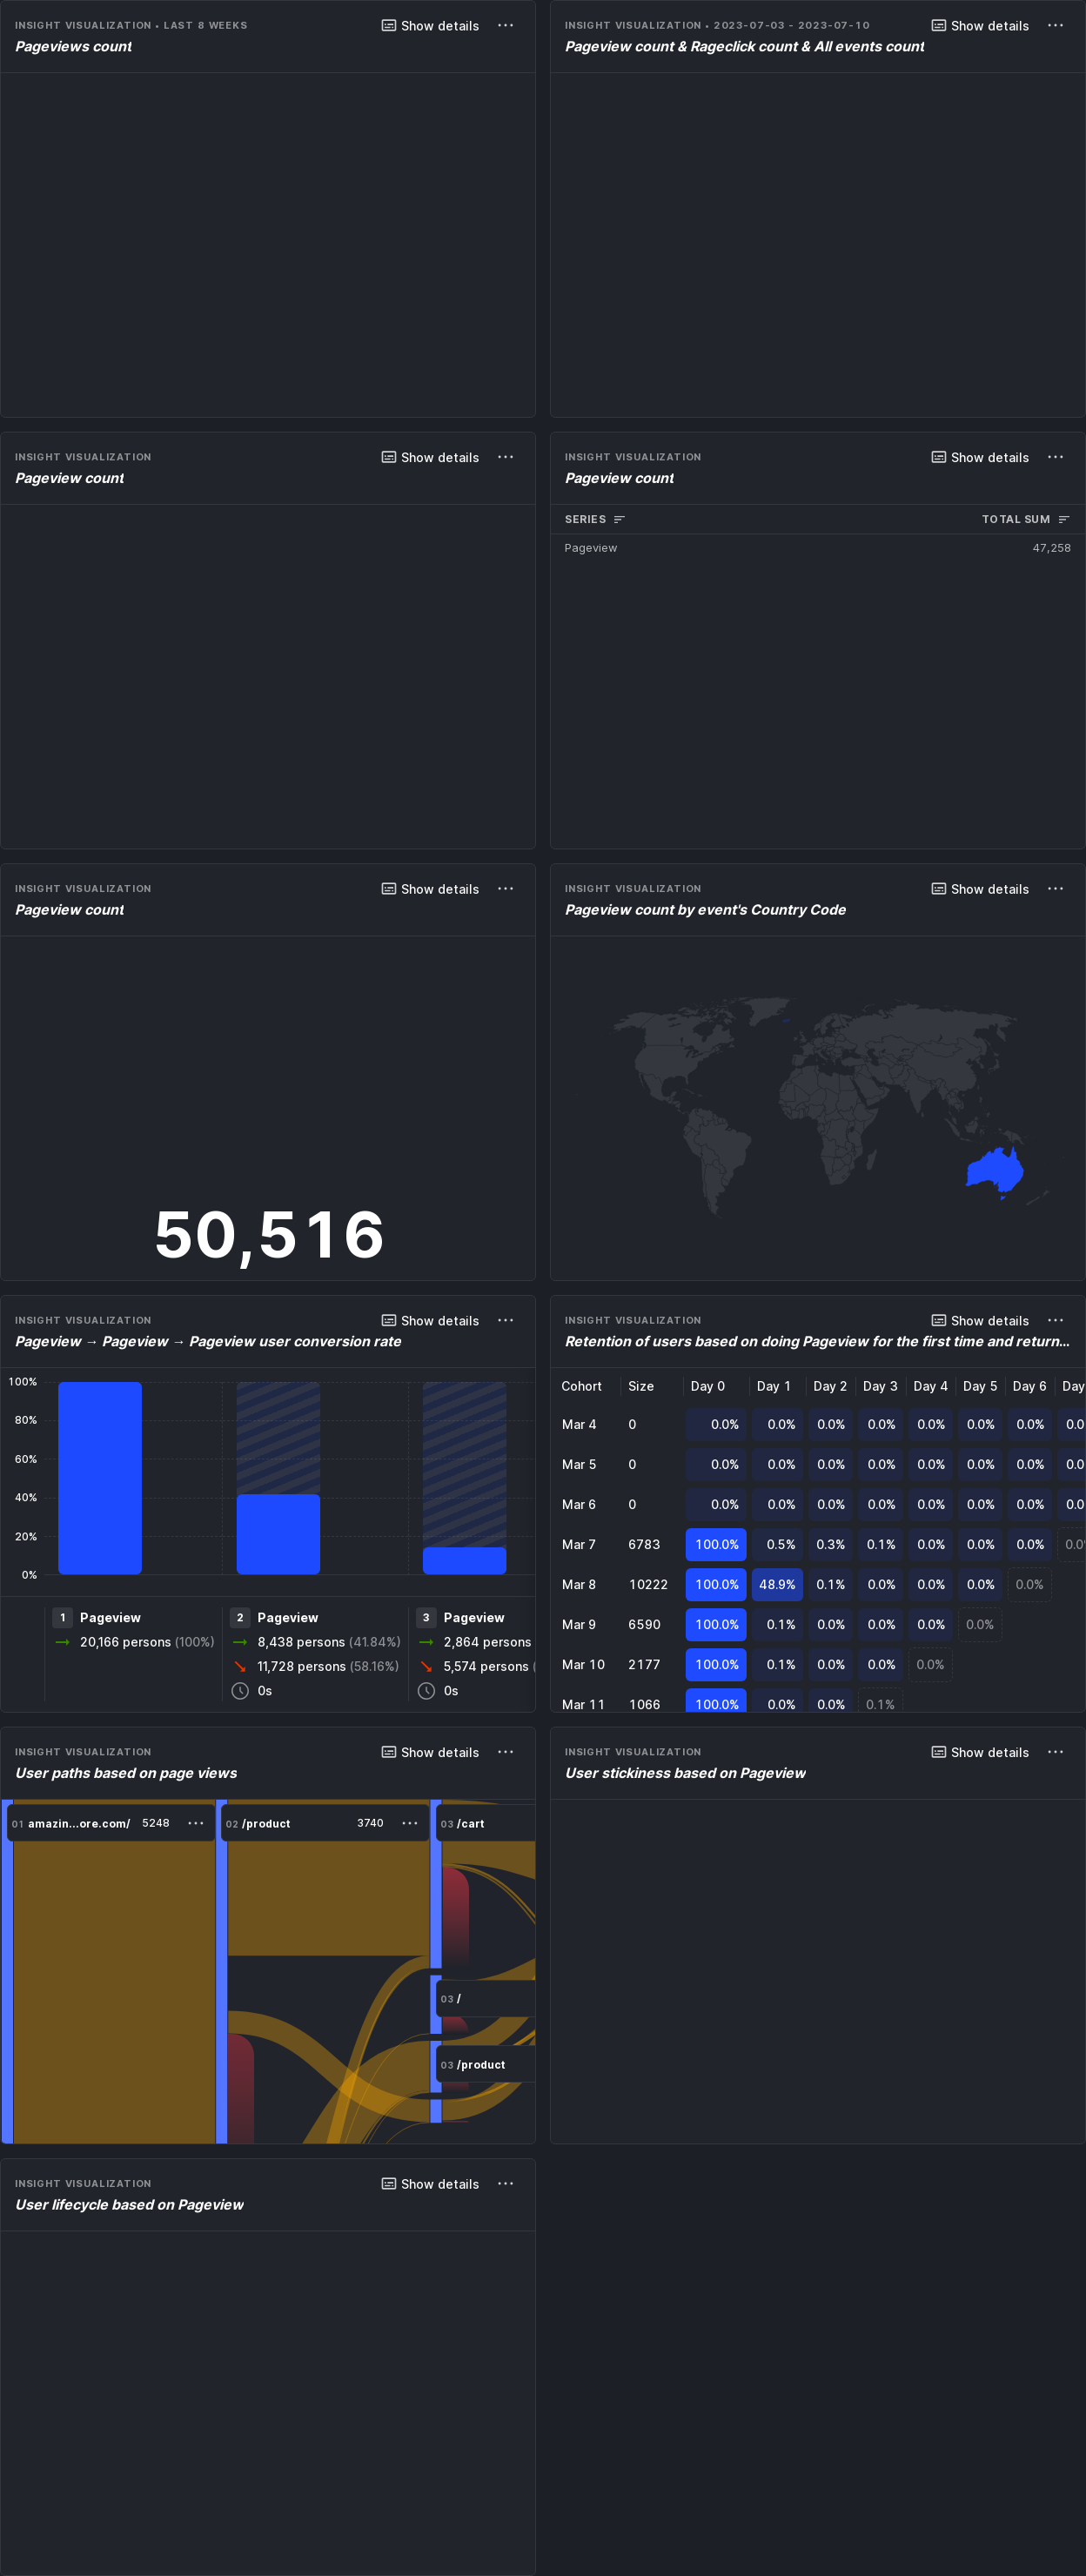 INSIGHT VISUALIZATION • LAST 8 WEEKS
Show details
Pageviews count
INSIGHT VISUALIZATION • 2023-07-03 - 2023-07-10
Show details
Pageview count & Rageclick count & All events count
INSIGHT VISUALIZATION
Show details
Pageview count
INSIGHT VISUALIZATION
Show details
Pageview count
SERIES TOTAL SUM
Pageview 47,258
INSIGHT VISUALIZATION
Show details
Pageview count
50,516
INSIGHT VISUALIZATION
Show details
Pageview count by event's Country Code
INSIGHT VISUALIZATION
Show details
Pageview → Pageview → Pageview user conversion rate
100%
80%
60%
40%
20%
0%
1 Pageview
20,166 persons (100%)
2 Pageview
8,438 persons (41.84%)
11,728 persons (58.16%)
0s
3 Pageview
2,864 persons
5,574 persons (
0s
INSIGHT VISUALIZATION
Show details
Retention of users based on doing Pageview for the first time and return...
Cohort Size Day 0 Day 1 Day 2 Day 3 Day 4 Day 5 Day 6 Day
Mar 4 0 0.0% 0.0% 0.0% 0.0% 0.0% 0.0% 0.0% 0.0
Mar 5 0 0.0% 0.0% 0.0% 0.0% 0.0% 0.0% 0.0% 0.0
Mar 6 0 0.0% 0.0% 0.0% 0.0% 0.0% 0.0% 0.0% 0.0
Mar 7 6783 100.0% 0.5% 0.3% 0.1% 0.0% 0.0% 0.0% 0.0%
Mar 8 10222 100.0% 48.9% 0.1% 0.0% 0.0% 0.0% 0.0%
Mar 9 6590 100.0% 0.1% 0.0% 0.0% 0.0% 0.0%
Mar 10 2177 100.0% 0.1% 0.0% 0.0% 0.0%
Mar 11 1066 100.0% 0.0% 0.0% 0.1%
INSIGHT VISUALIZATION
Show details
User paths based on page views
01 amazin...ore.com/ 5248
02 /product 3740
03 /cart
03 /
03 /product
INSIGHT VISUALIZATION
Show details
User stickiness based on Pageview
INSIGHT VISUALIZATION
Show details
User lifecycle based on Pageview